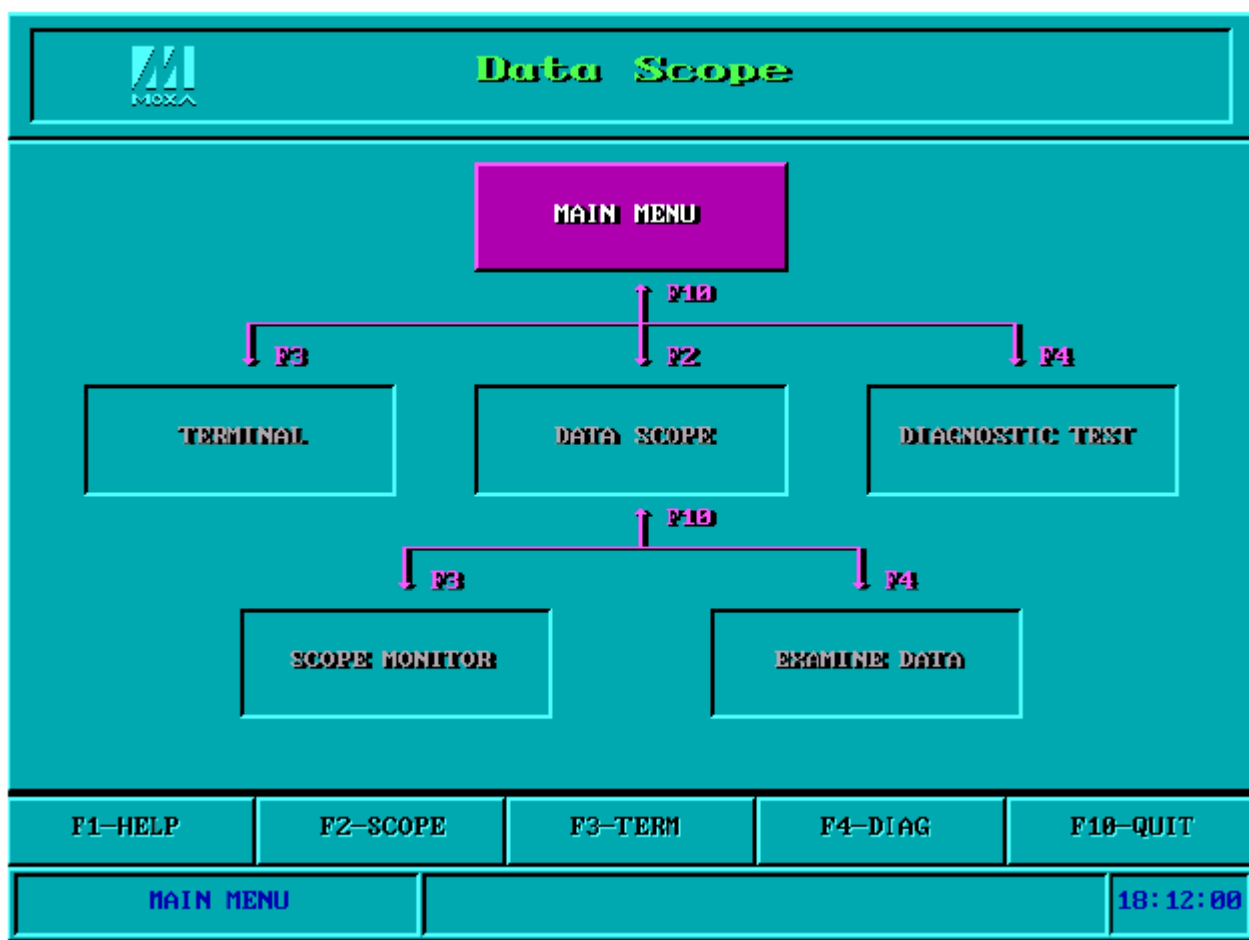 MOXA
Data Scope
MAIN MENU
F10
F3 F2 F4
TERMINAL DATA SCOPE DIAGNOSTIC TEST
F10
F3 F4
SCOPE MONITOR EXAMINE DATA
F1-HELP F2-SCOPE F3-TERM F4-DIAG F10-QUIT
MAIN MENU 18:12:00